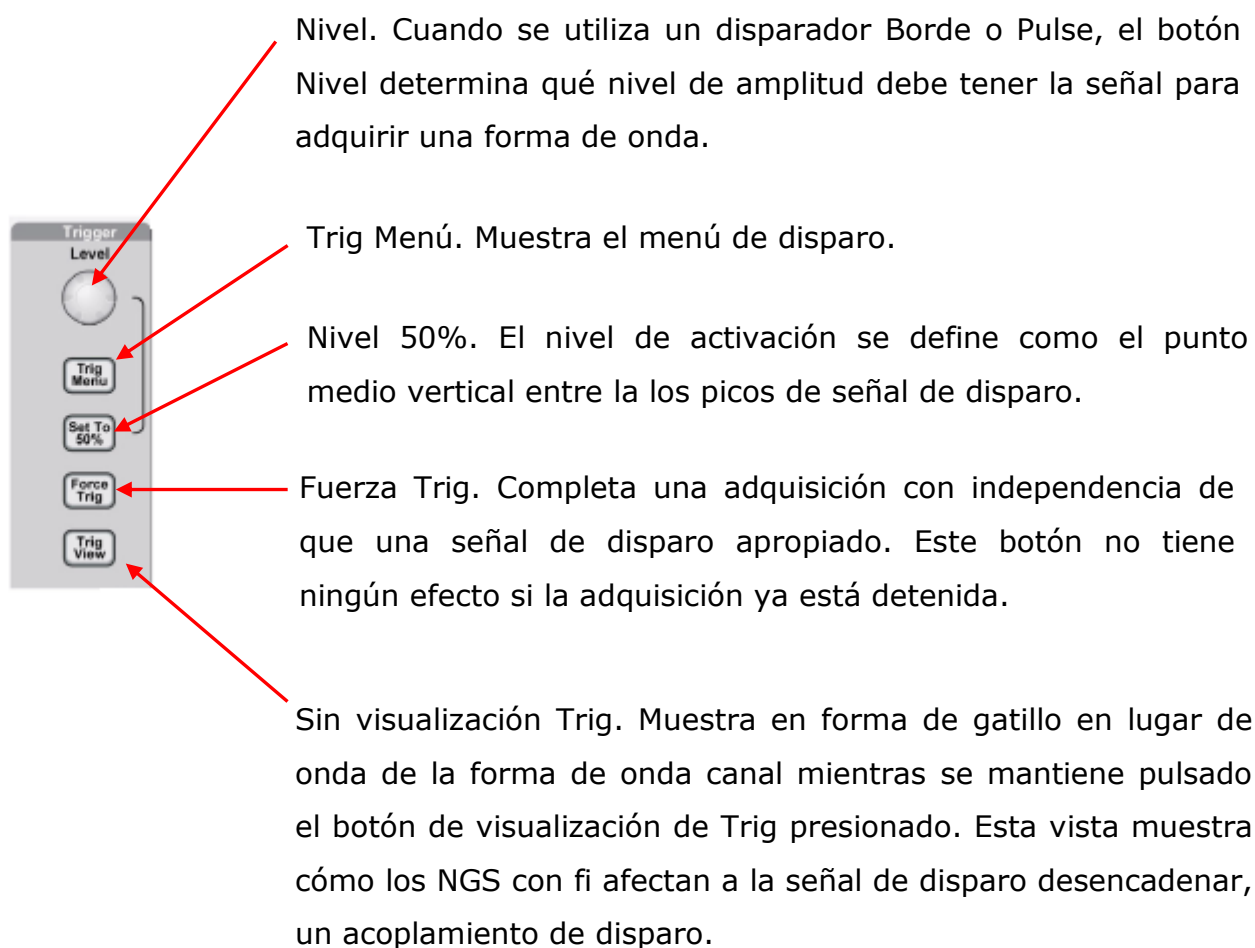 Nivel. Cuando se utiliza un disparador Borde o Pulse, el botón
Nivel determina qué nivel de amplitud debe tener la señal para
adquirir una forma de onda.
Trigger
Level
Trig Menú. Muestra el menú de disparo.
Nivel 50%. El nivel de activación se define como el punto
medio vertical entre la los picos de señal de disparo.
Trig
Menu
Set To
50%
Force
Trig
Fuerza Trig. Completa una adquisición con independencia de
que una señal de disparo apropiado. Este botón no tiene
ningún efecto si la adquisición ya está detenida.
Trig
View
Sin visualización Trig. Muestra en forma de gatillo en lugar de
onda de la forma de onda canal mientras se mantiene pulsado
el botón de visualización de Trig presionado. Esta vista muestra
cómo los NGS con fi afectan a la señal de disparo desencadenar,
un acoplamiento de disparo.